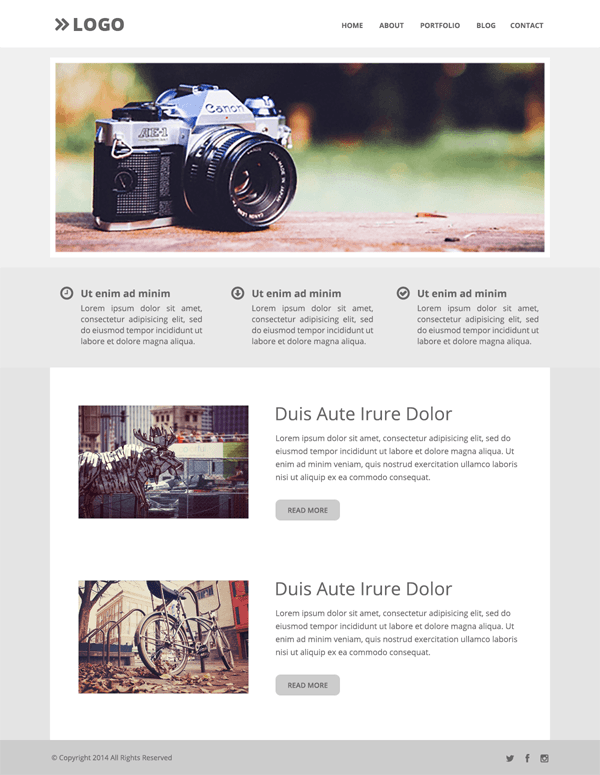 LOGO
HOME ABOUT PORTFOLIO BLOG CONTACT
Canon
AE-1
Ut enim ad minim
Lorem ipsum dolor sit amet,
consectetur adipisicing elit, sed
do eiusmod tempor incididunt ut
labore et dolore magna aliqua.
Ut enim ad minim
Lorem ipsum dolor sit amet,
consectetur adipisicing elit, sed
do eiusmod tempor incididunt ut
labore et dolore magna aliqua.
Ut enim ad minim
Lorem ipsum dolor sit amet,
consectetur adipisicing elit, sed
do eiusmod tempor incididunt ut
labore et dolore magna aliqua.
Duis Aute Irure Dolor
Lorem ipsum dolor sit amet, consectetur adipisicing elit, sed do
eiusmod tempor incididunt ut labore et dolore magna aliqua. Ut
enim ad minim veniam, quis nostrud exercitation ullamco laboris
nisi ut aliquip ex ea commodo consequat.
READ MORE
Duis Aute Irure Dolor
Lorem ipsum dolor sit amet, consectetur adipisicing elit, sed do
eiusmod tempor incididunt ut labore et dolore magna aliqua. Ut
enim ad minim veniam, quis nostrud exercitation ullamco laboris
nisi ut aliquip ex ea commodo consequat.
READ MORE
© Copyright 2014 All Rights Reserved